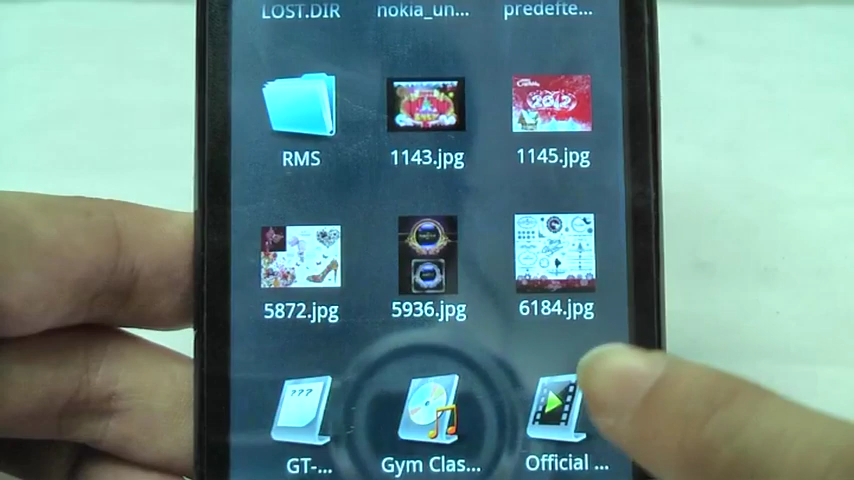 LOST.DIR nokia_un... predefte...
RMS 1143.jpg 1145.jpg
2012
5872.jpg 5936.jpg 6184.jpg
???
GT-... Gym Clas... Official ...